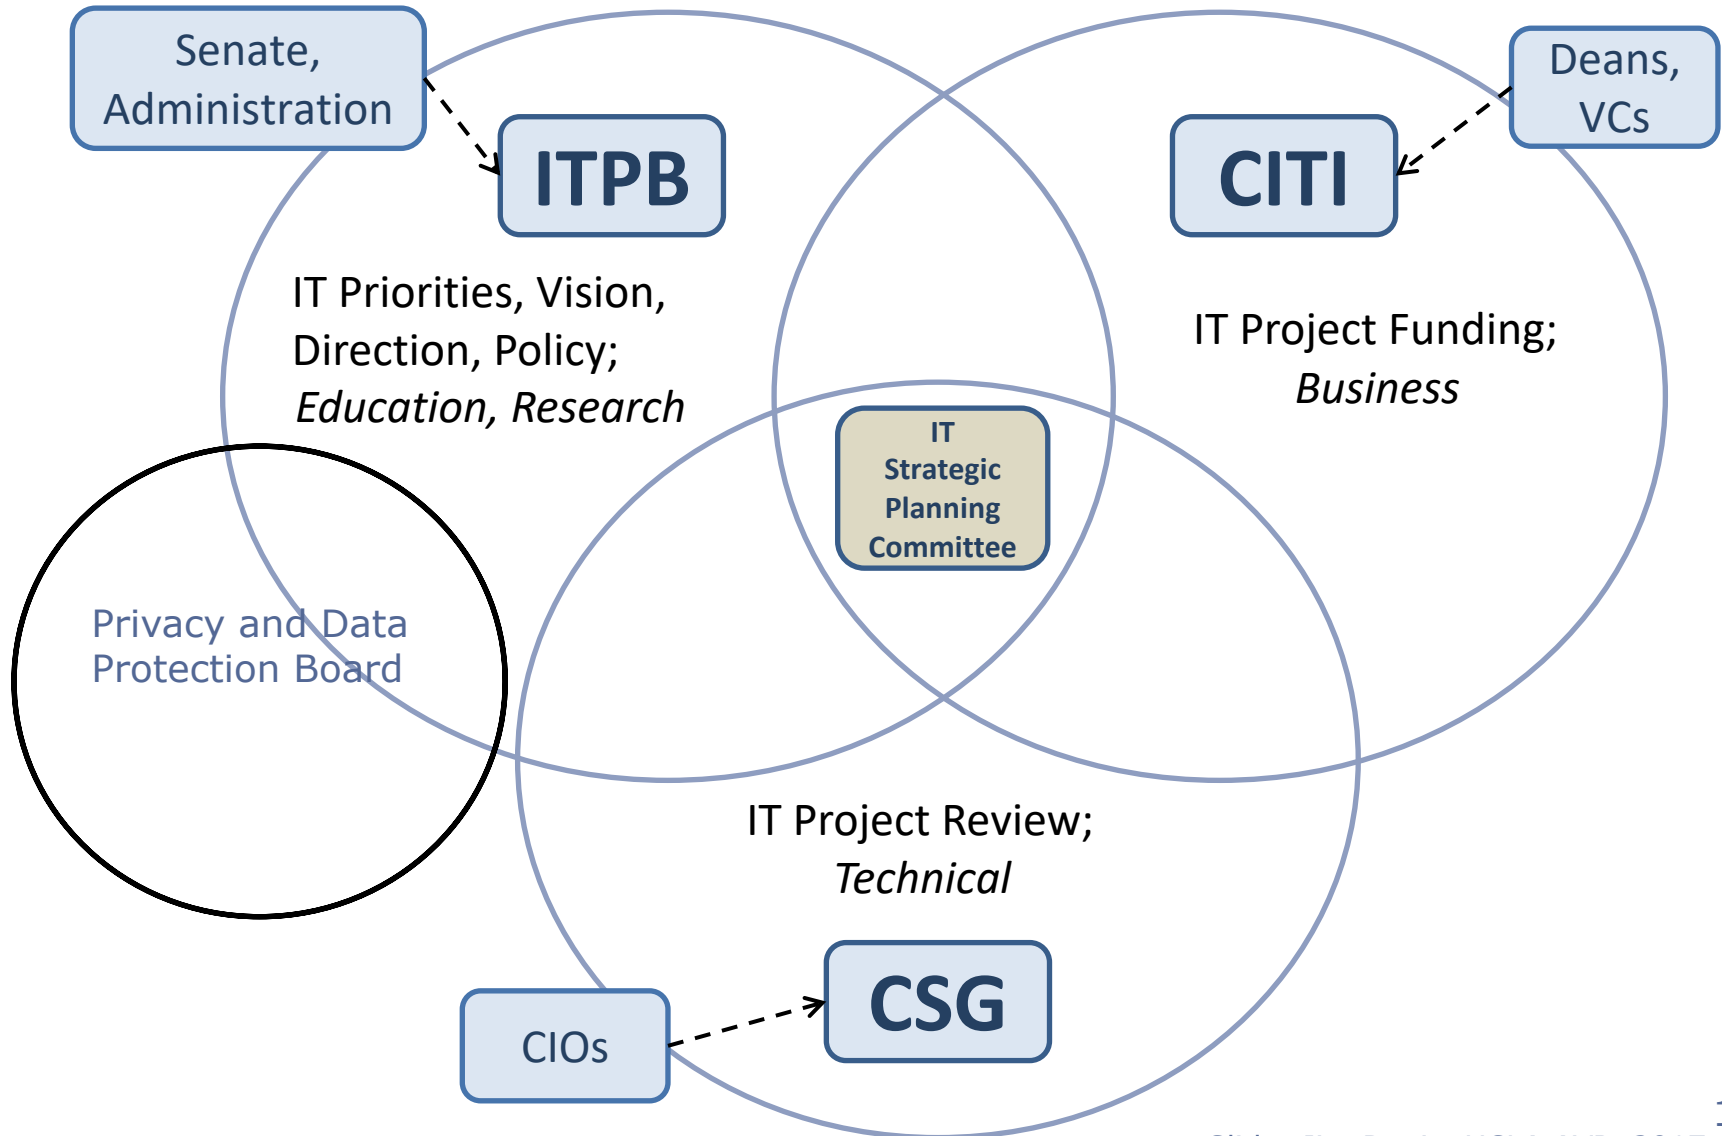 Senate,
Administration
Deans,
VCs
ITPB
CITI
IT Priorities, Vision,
Direction, Policy;
Education, Research
IT Project Funding;
Business
IT
Strategic
Planning
Committee
Privacy and Data
Protection Board
IT Project Review;
Technical
CSG
CIOs